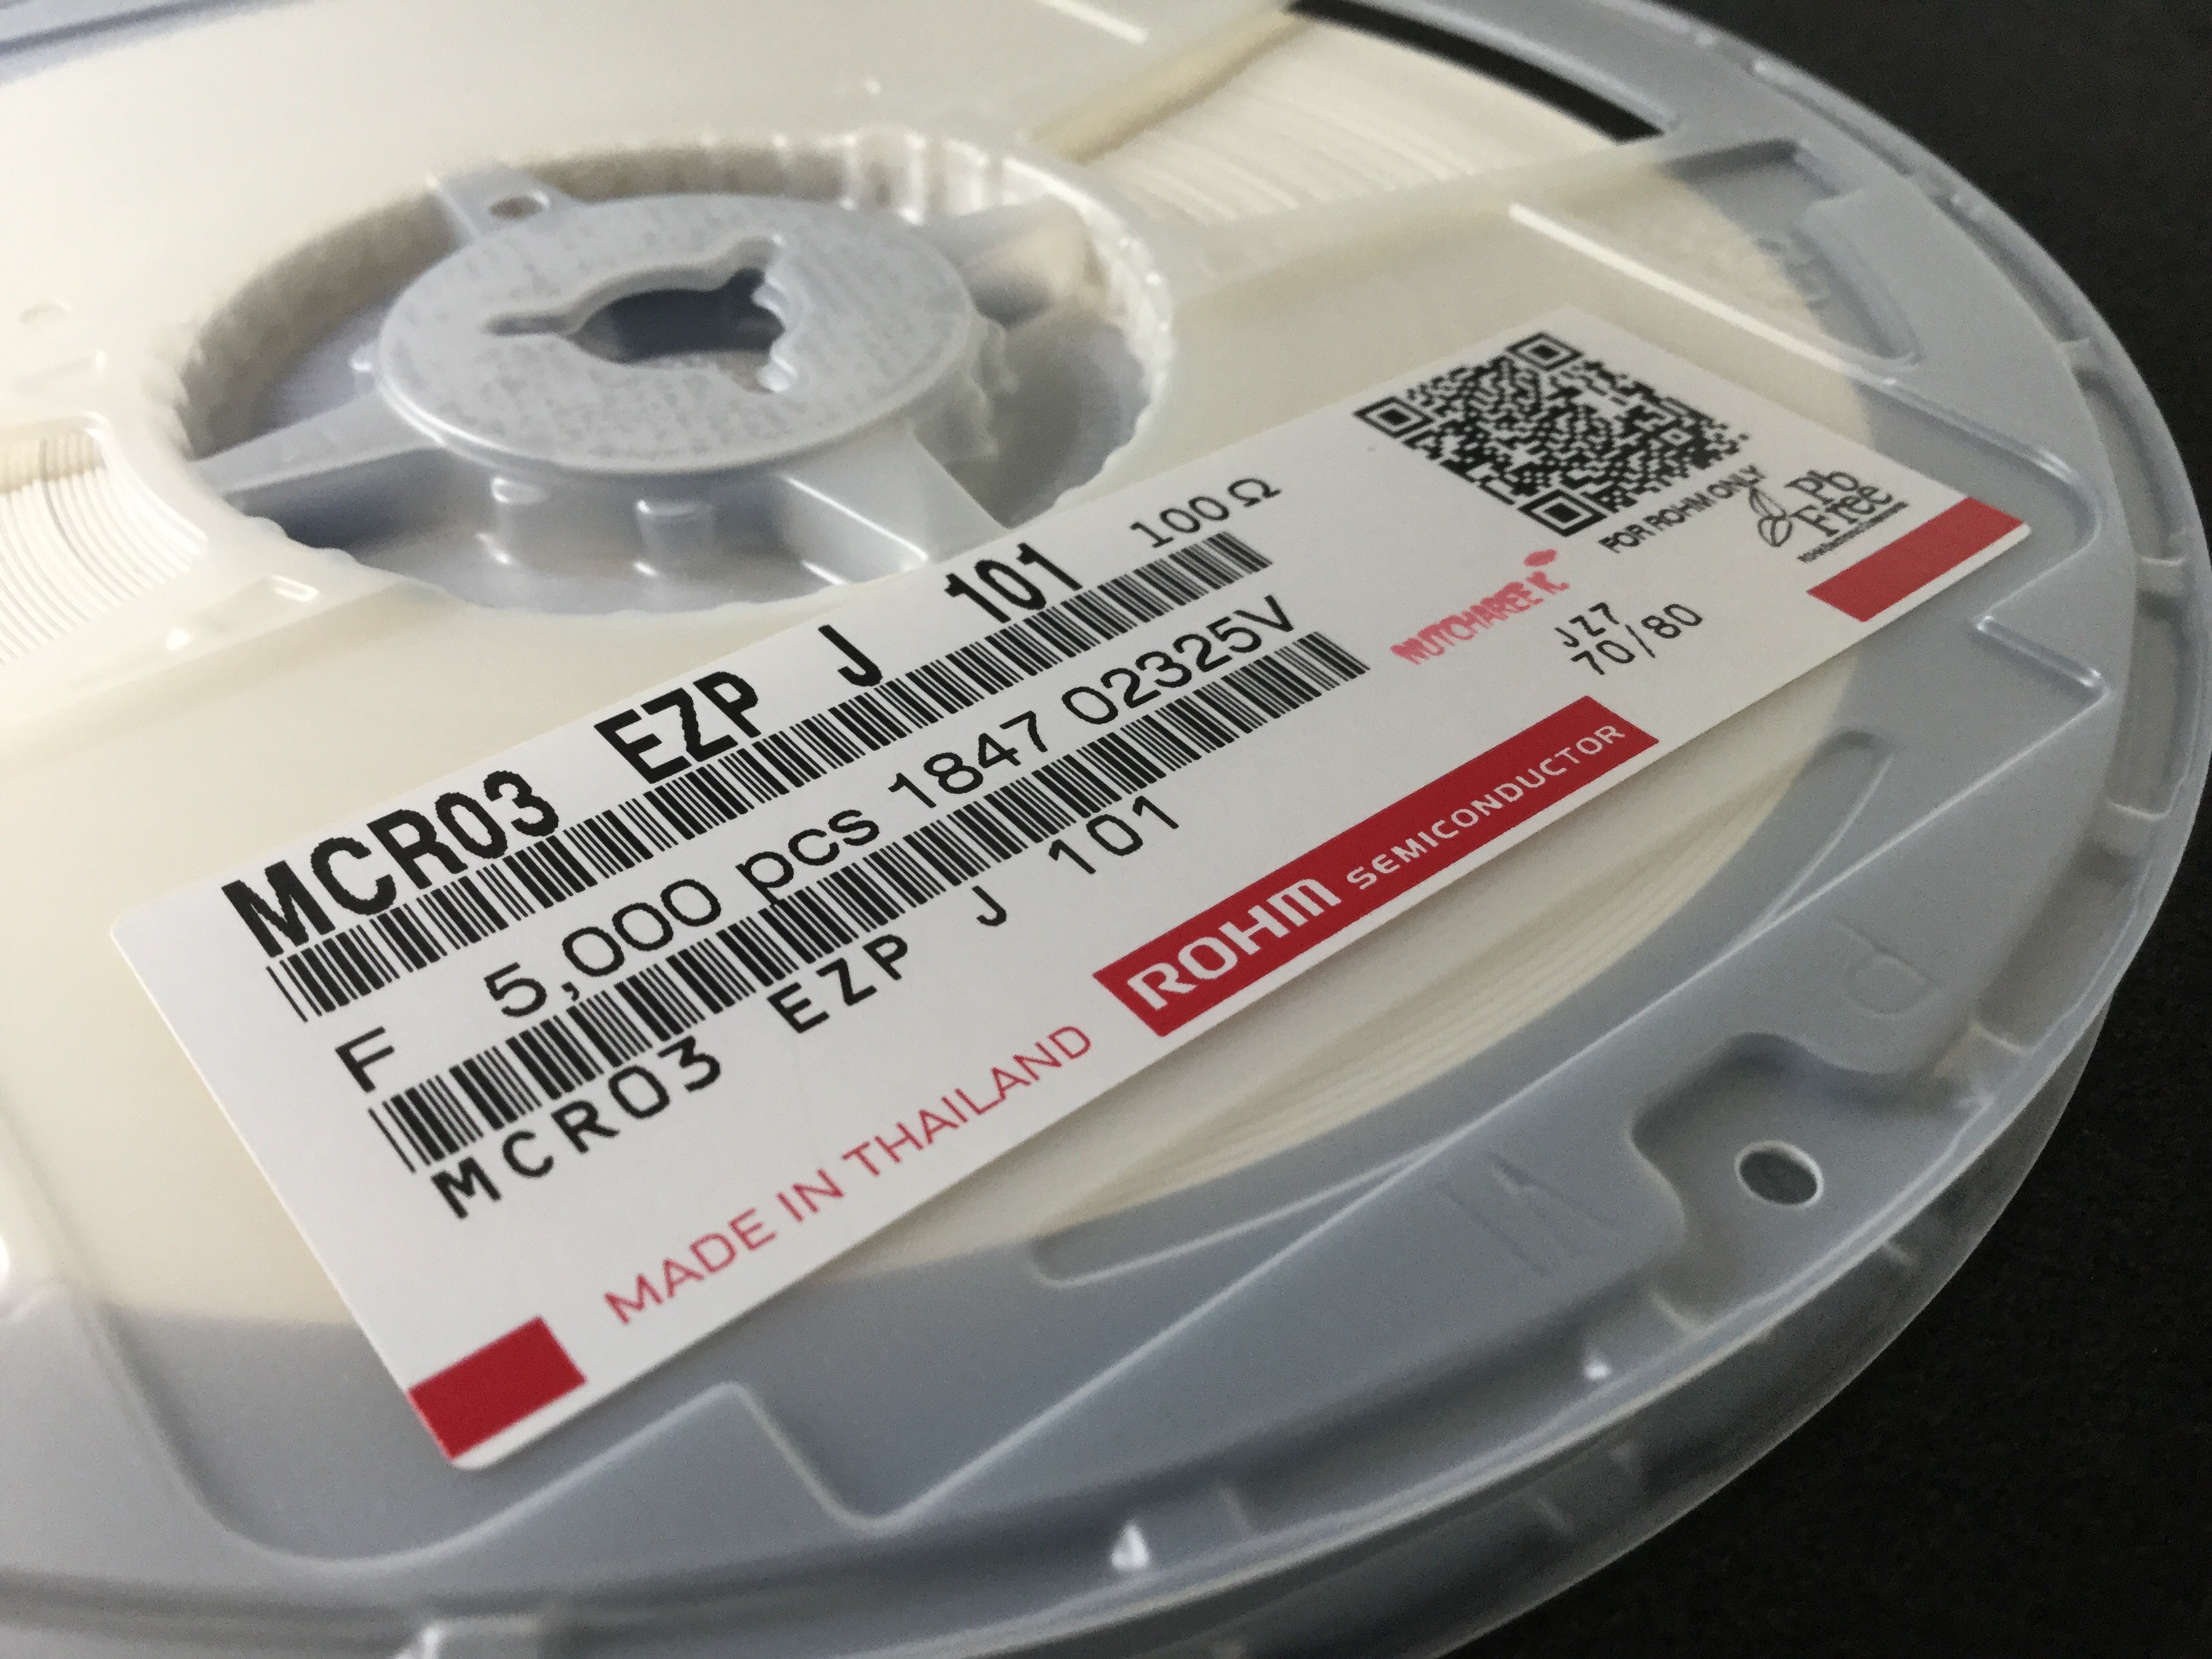 MCR03 EZP J 101 100Ω
F 5,000 pcs 1847 02325V
MCR03 EZP J 101
MADE IN THAILAND
ROHM SEMICONDUCTOR
NUTCHAREE K.
JZ7
70/80
FOR ROHM ONLY
Pb
Free